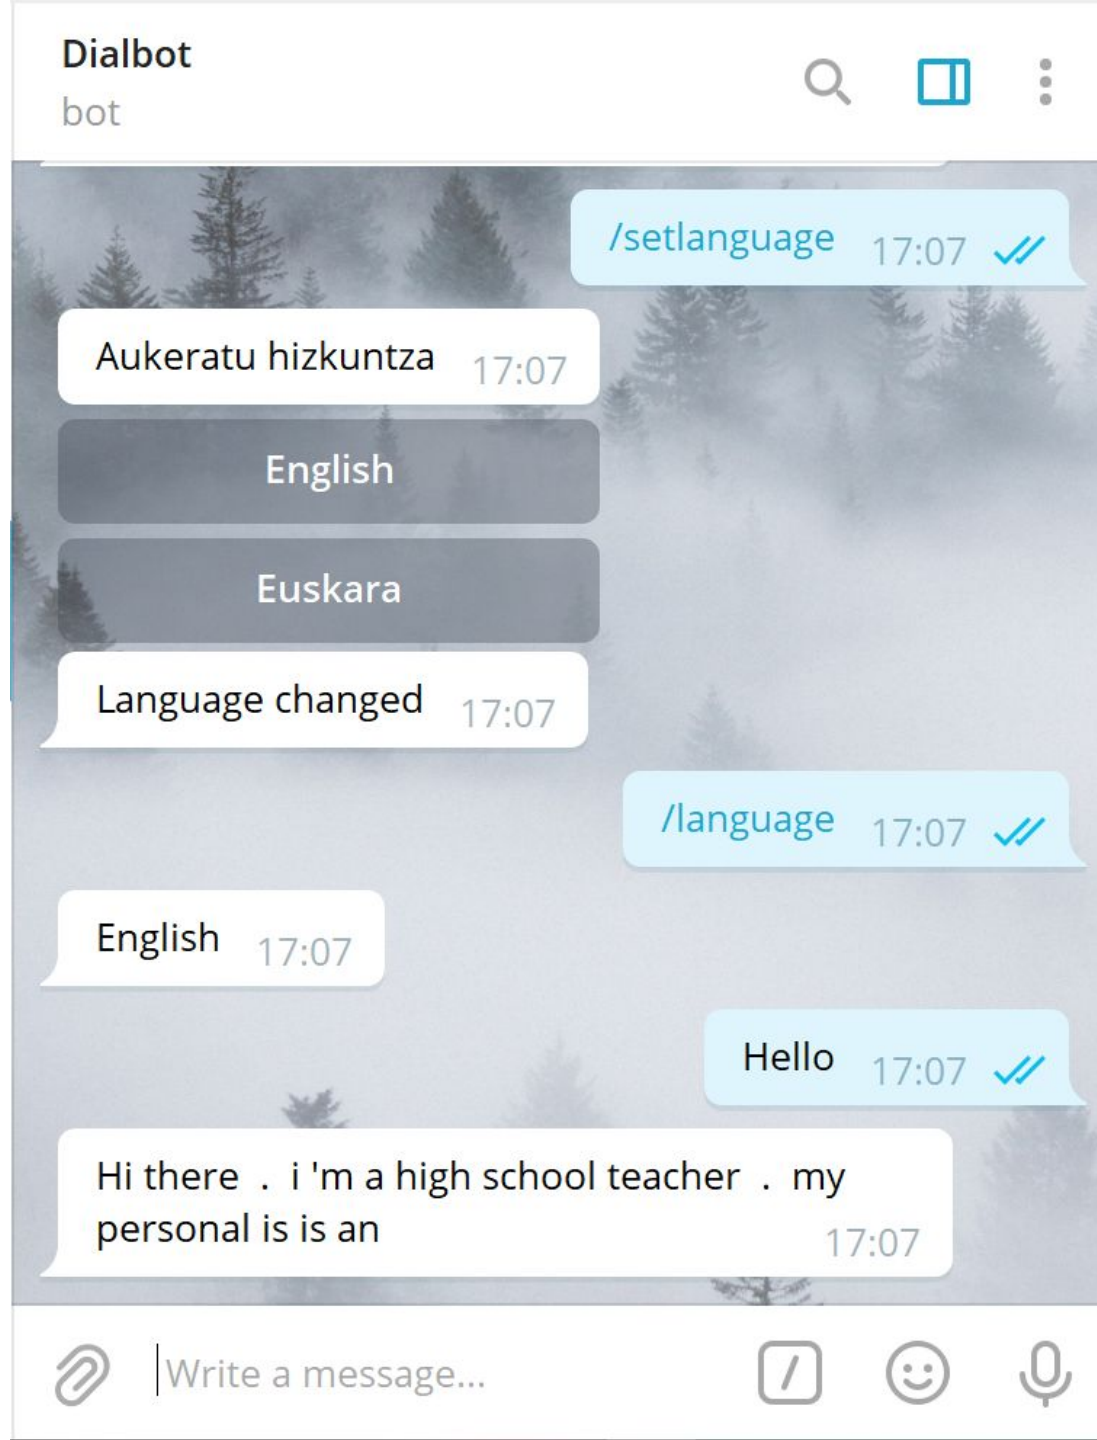 Dialbot
bot
/setlanguage 17:07
Aukeratu hizkuntza 17:07
English
Euskara
Language changed 17:07
/language 17:07
English 17:07
Hello 17:07
Hi there . i 'm a high school teacher . my
personal is is an 17:07
Write a message...